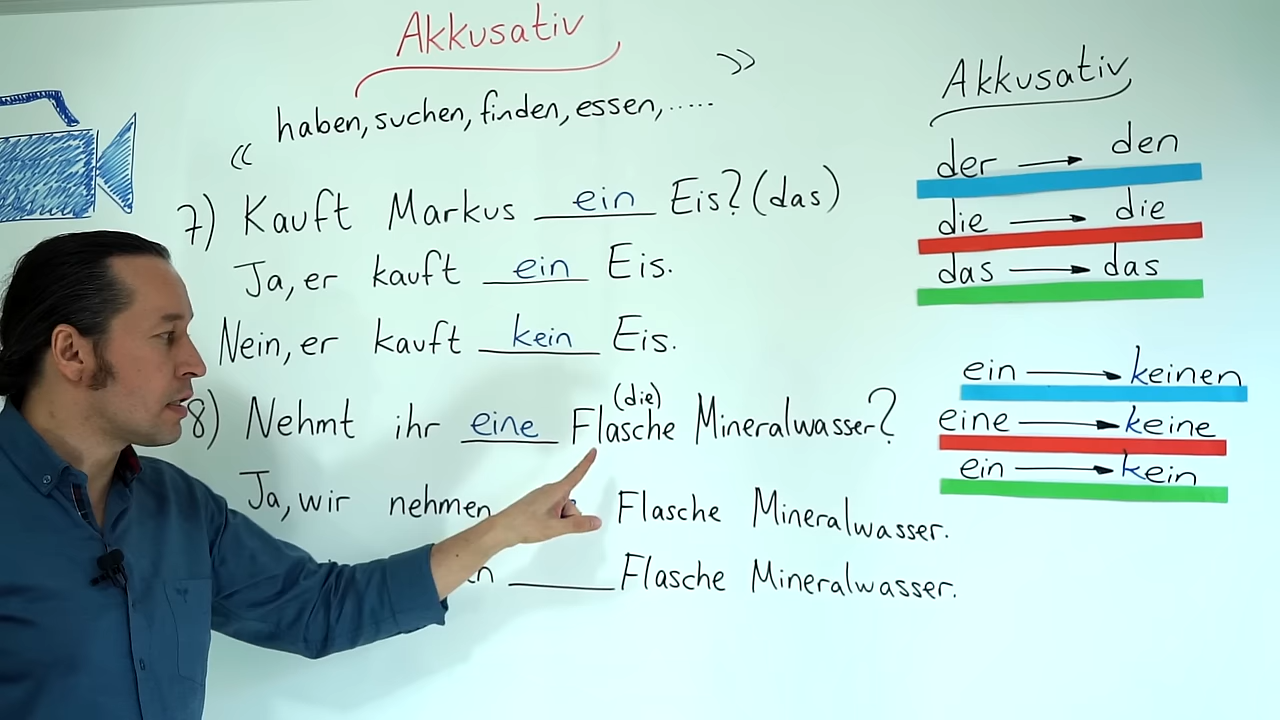 Akkusativ
« haben, suchen, finden, essen, ..... »
7) Kauft Markus ein Eis? (das)
Ja, er kauft ein Eis.
Nein, er kauft kein Eis.
(die)
8) Nehmt ihr eine Flasche Mineralwasser?
Ja, wir nehmen Flasche Mineralwasser.
______ Flasche Mineralwasser.
Akkusativ
der → den
die → die
das → das
ein → keinen
eine → keine
ein → kein